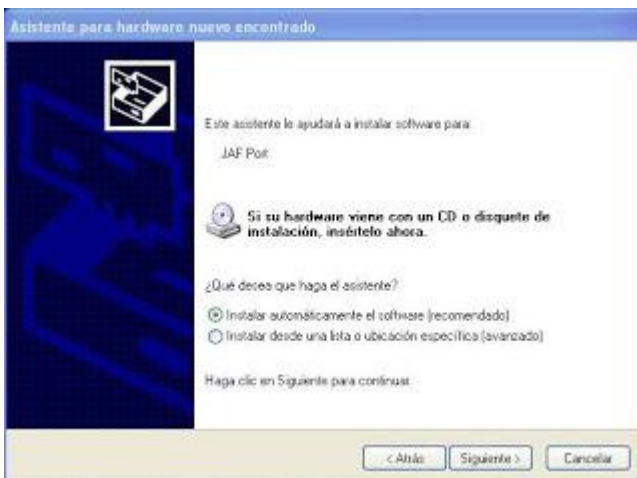 Asistente para hardware nuevo encontrado
Este asistente le ayudará a instalar software para:
JAF Port
Si su hardware viene con un CD o disquete de
instalación, insértelo ahora.
¿Qué desea que haga el asistente?
Instalar automáticamente el software (recomendado)
Instalar desde una lista o ubicación específica (avanzado)
Haga clic en Siguiente para continuar.
< Atrás
Siguiente >
Cancelar